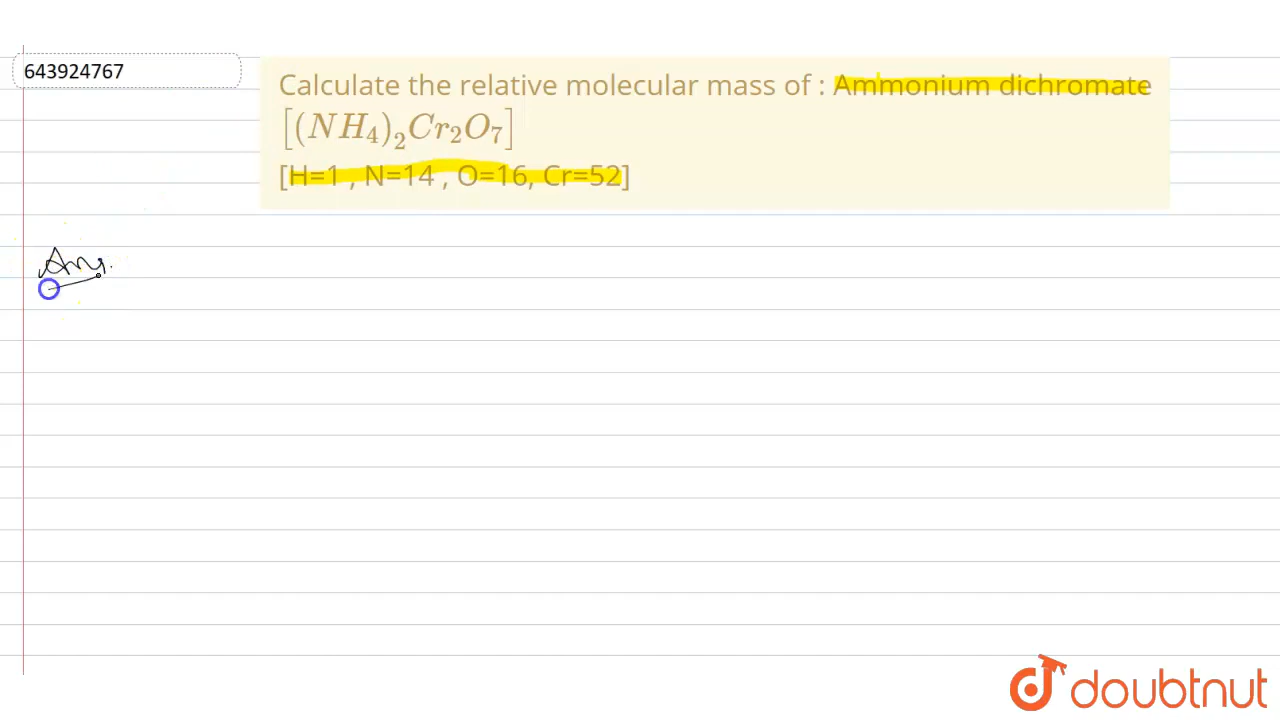 643924767
Calculate the relative molecular mass of : Ammonium dichromate
[(NH₄)₂Cr₂O₇]
[H=1 , N=14 , O=16, Cr=52]
Ans.
doubtnut